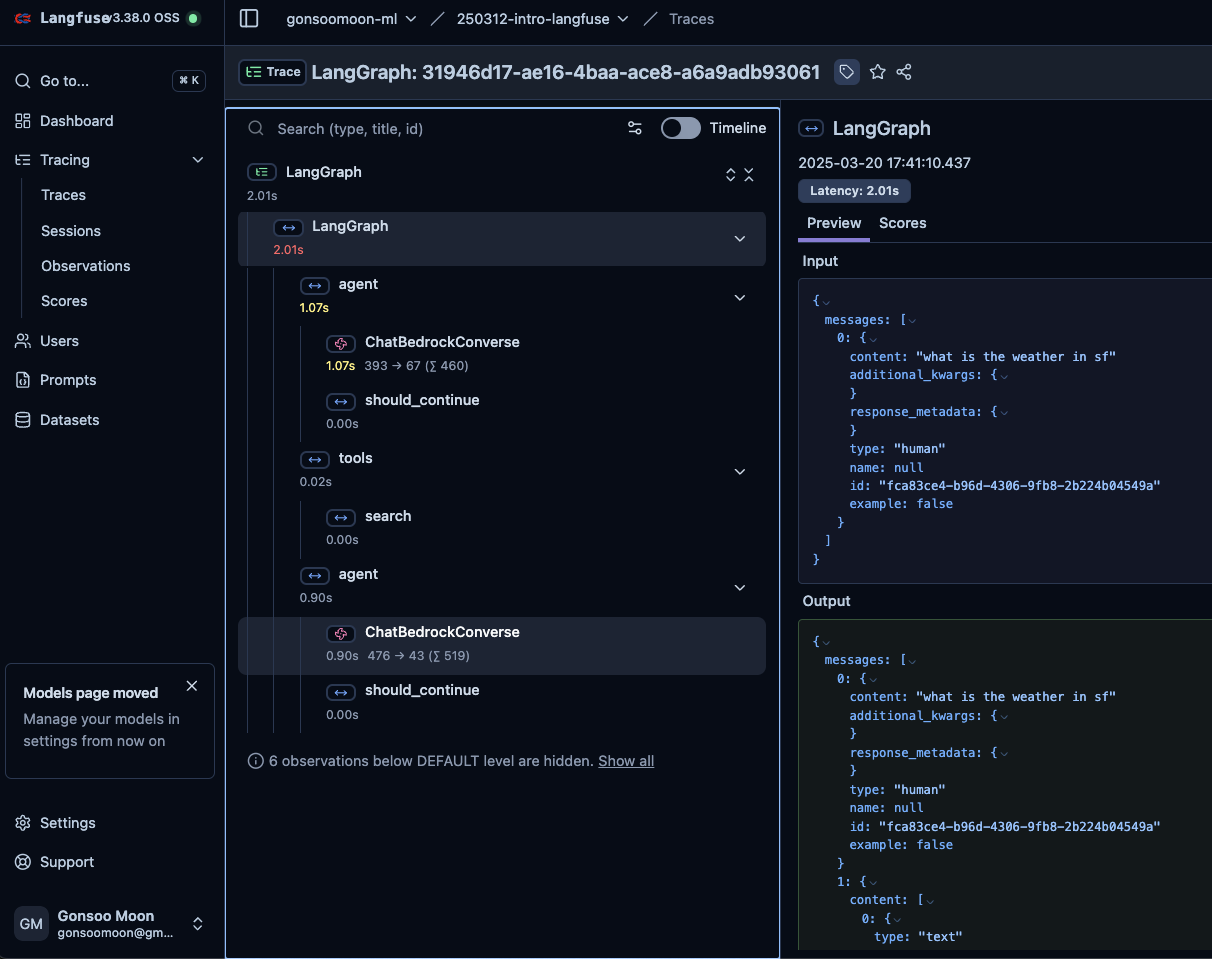 Langfuse v3.38.0 OSS
gonsoomoon-ml / 250312-intro-langfuse / Traces
Go to... ⌘ K
Dashboard
Tracing
Traces
Sessions
Observations
Scores
Users
Prompts
Datasets
Models page moved
Manage your models in
settings from now on
Settings
Support
GM
Gonsoo Moon
gonsoomoon@gm...
Trace LangGraph: 31946d17-ae16-4baa-ace8-a6a9adb93061
Search (type, title, id) Timeline
LangGraph
2.01s
LangGraph
2.01s
agent
1.07s
ChatBedrockConverse
1.07s 393 → 67 (∑ 460)
should_continue
0.00s
tools
0.02s
search
0.00s
agent
0.90s
ChatBedrockConverse
0.90s 476 → 43 (∑ 519)
should_continue
0.00s
6 observations below DEFAULT level are hidden. Show all
LangGraph
2025-03-20 17:41:10.437
Latency: 2.01s
Preview Scores
Input
{
messages: [
0: {
content: "what is the weather in sf"
additional_kwargs: {
}
response_metadata: {
}
type: "human"
name: null
id: "fca83ce4-b96d-4306-9fb8-2b224b04549a"
example: false
}
]
}
Output
{
messages: [
0: {
content: "what is the weather in sf"
additional_kwargs: {
}
response_metadata: {
}
type: "human"
name: null
id: "fca83ce4-b96d-4306-9fb8-2b224b04549a"
example: false
}
1: {
content: [
0: {
type: "text"